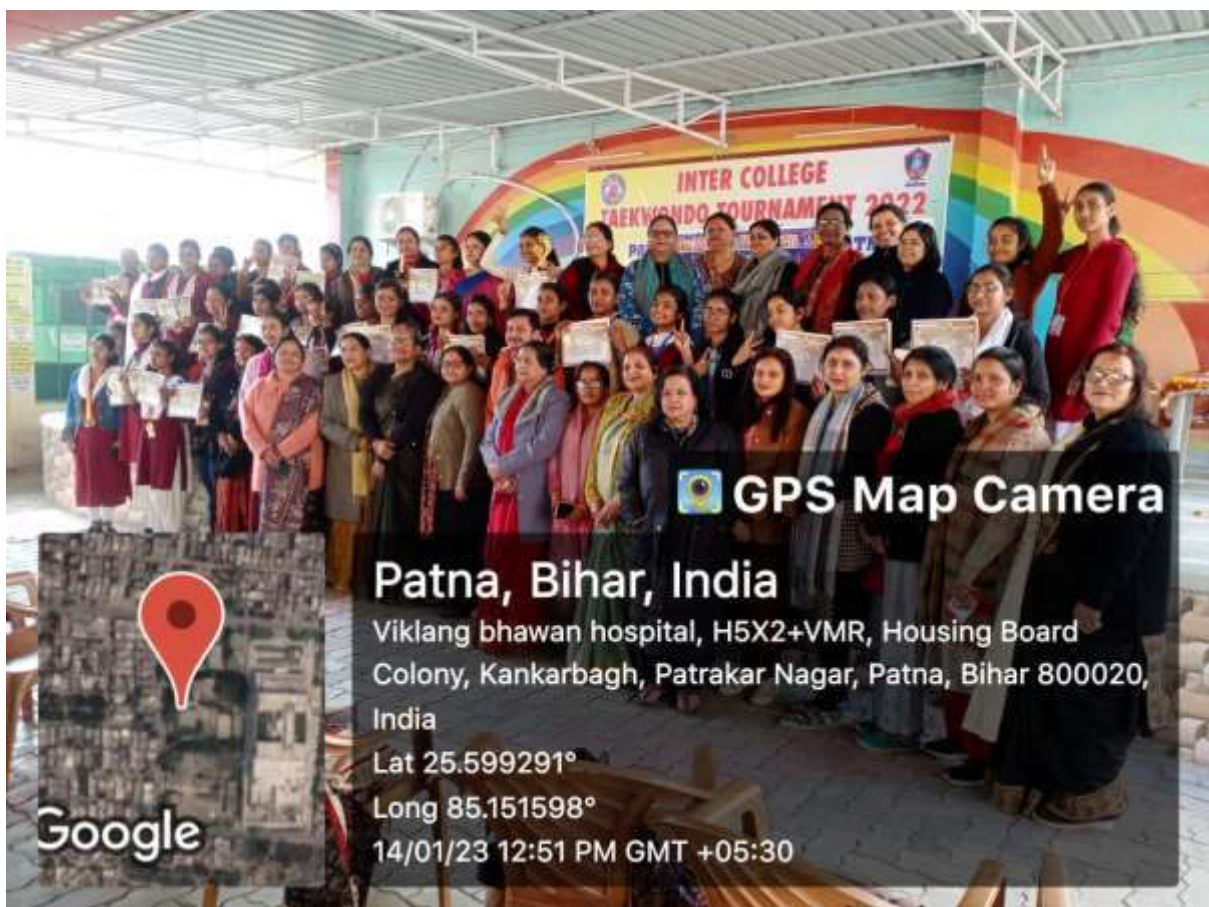 INTER COLLEGE
TAEKWONDO TOURNAMENT 2022
GPS Map Camera
Patna, Bihar, India
Viklang bhawan hospital, H5X2+VMR, Housing Board
Colony, Kankarbagh, Patrakar Nagar, Patna, Bihar 800020,
India
Lat 25.599291°
Long 85.151598°
14/01/23 12:51 PM GMT +05:30
Google